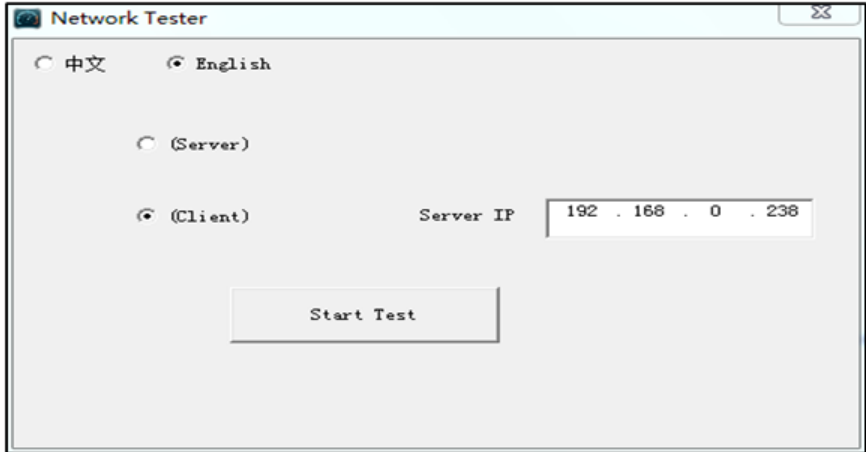 Network Tester
中文 English
(Server)
(Client) Server IP 192 . 168 . 0 . 238
Start Test